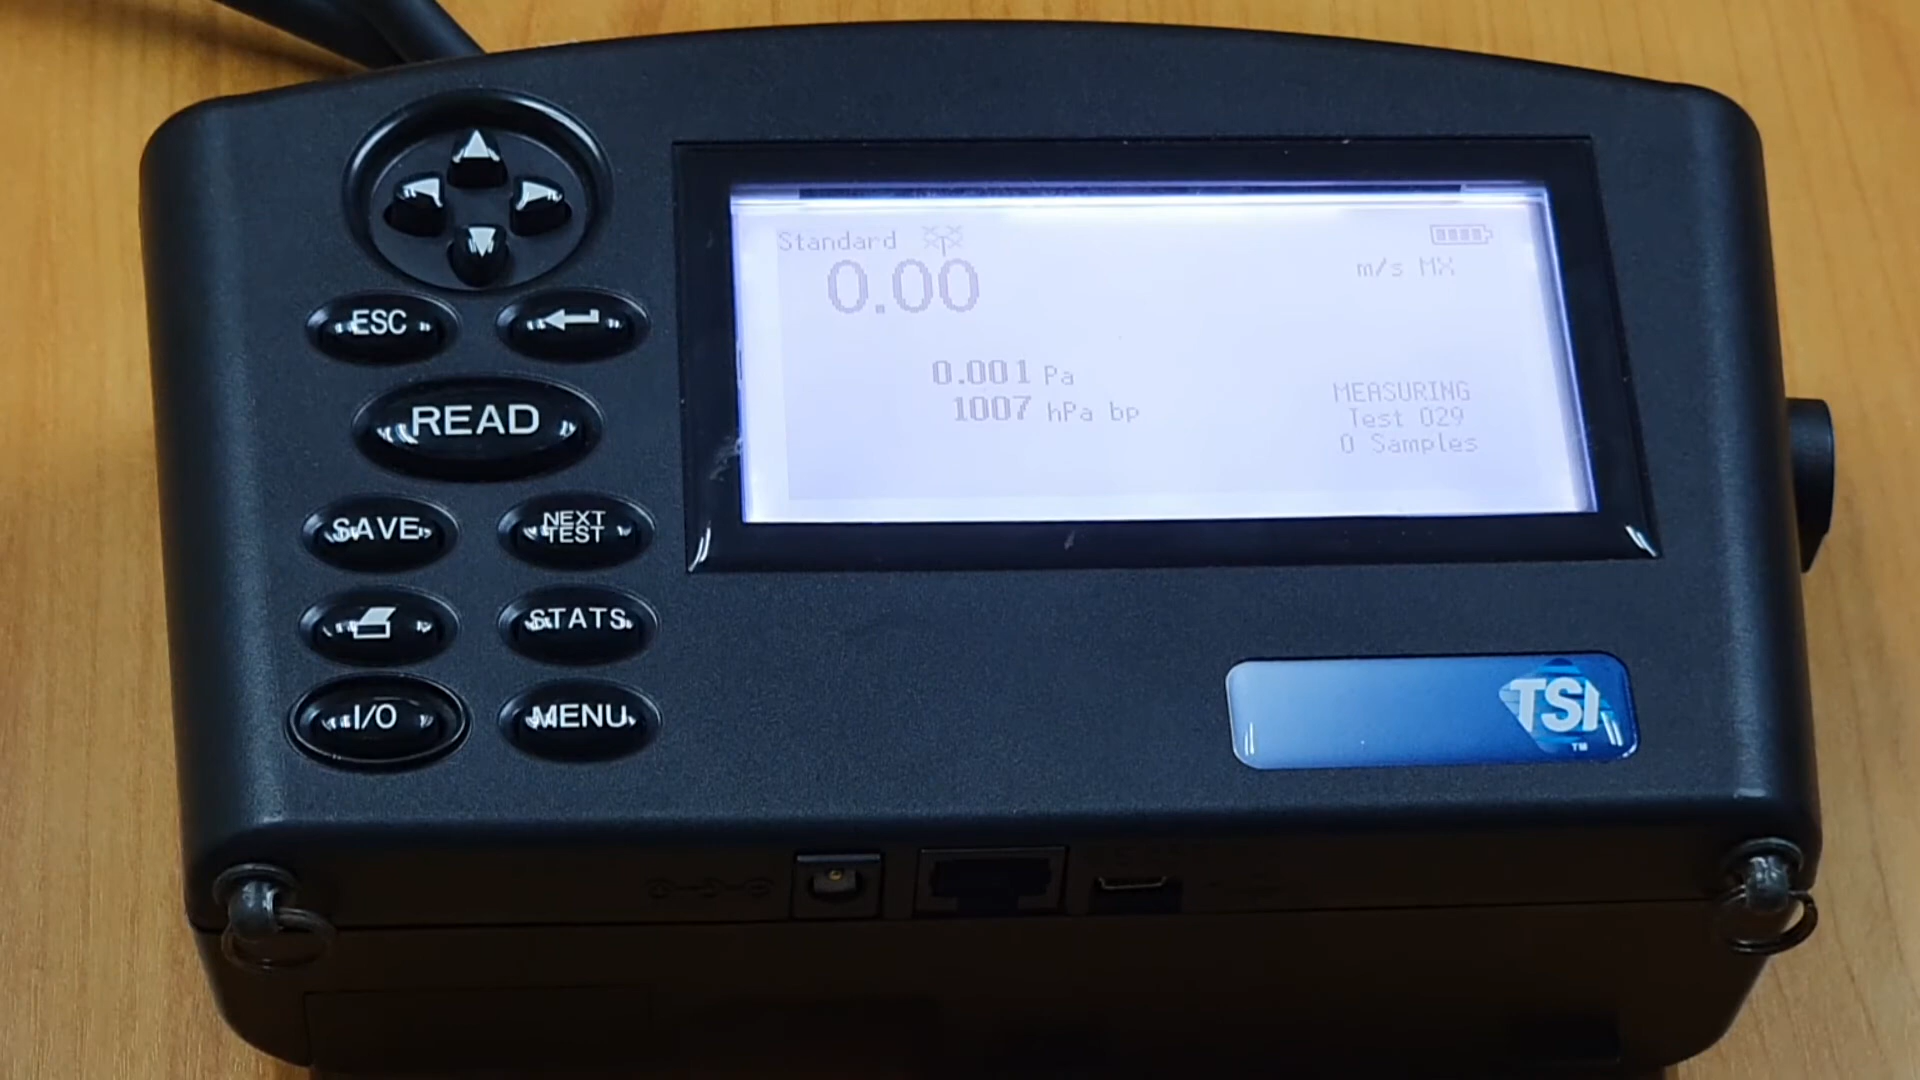 ESC
READ
SAVE
NEXT
TEST
STATS
I/O
MENU
Standard
0.00
m/s MX
0.001 Pa
1007 hPa bp
MEASURING
Test 029
0 Samples
TSI
TM